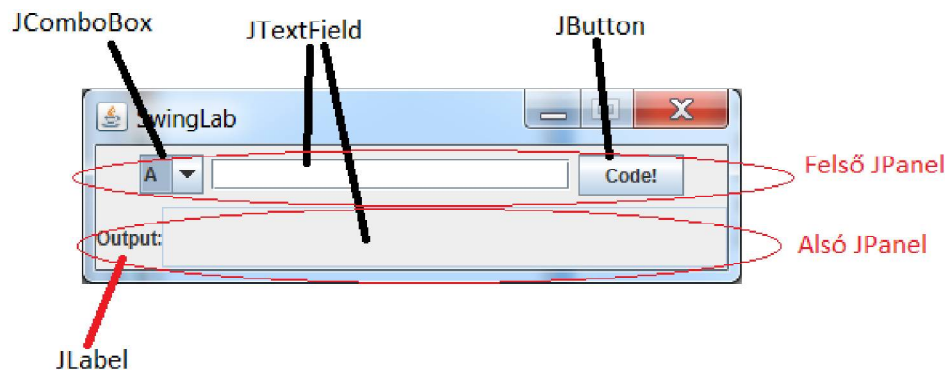 JComboBox
JTextField
JButton
SwingLab
A
Code!
Felső JPanel
Output:
Alsó JPanel
JLabel